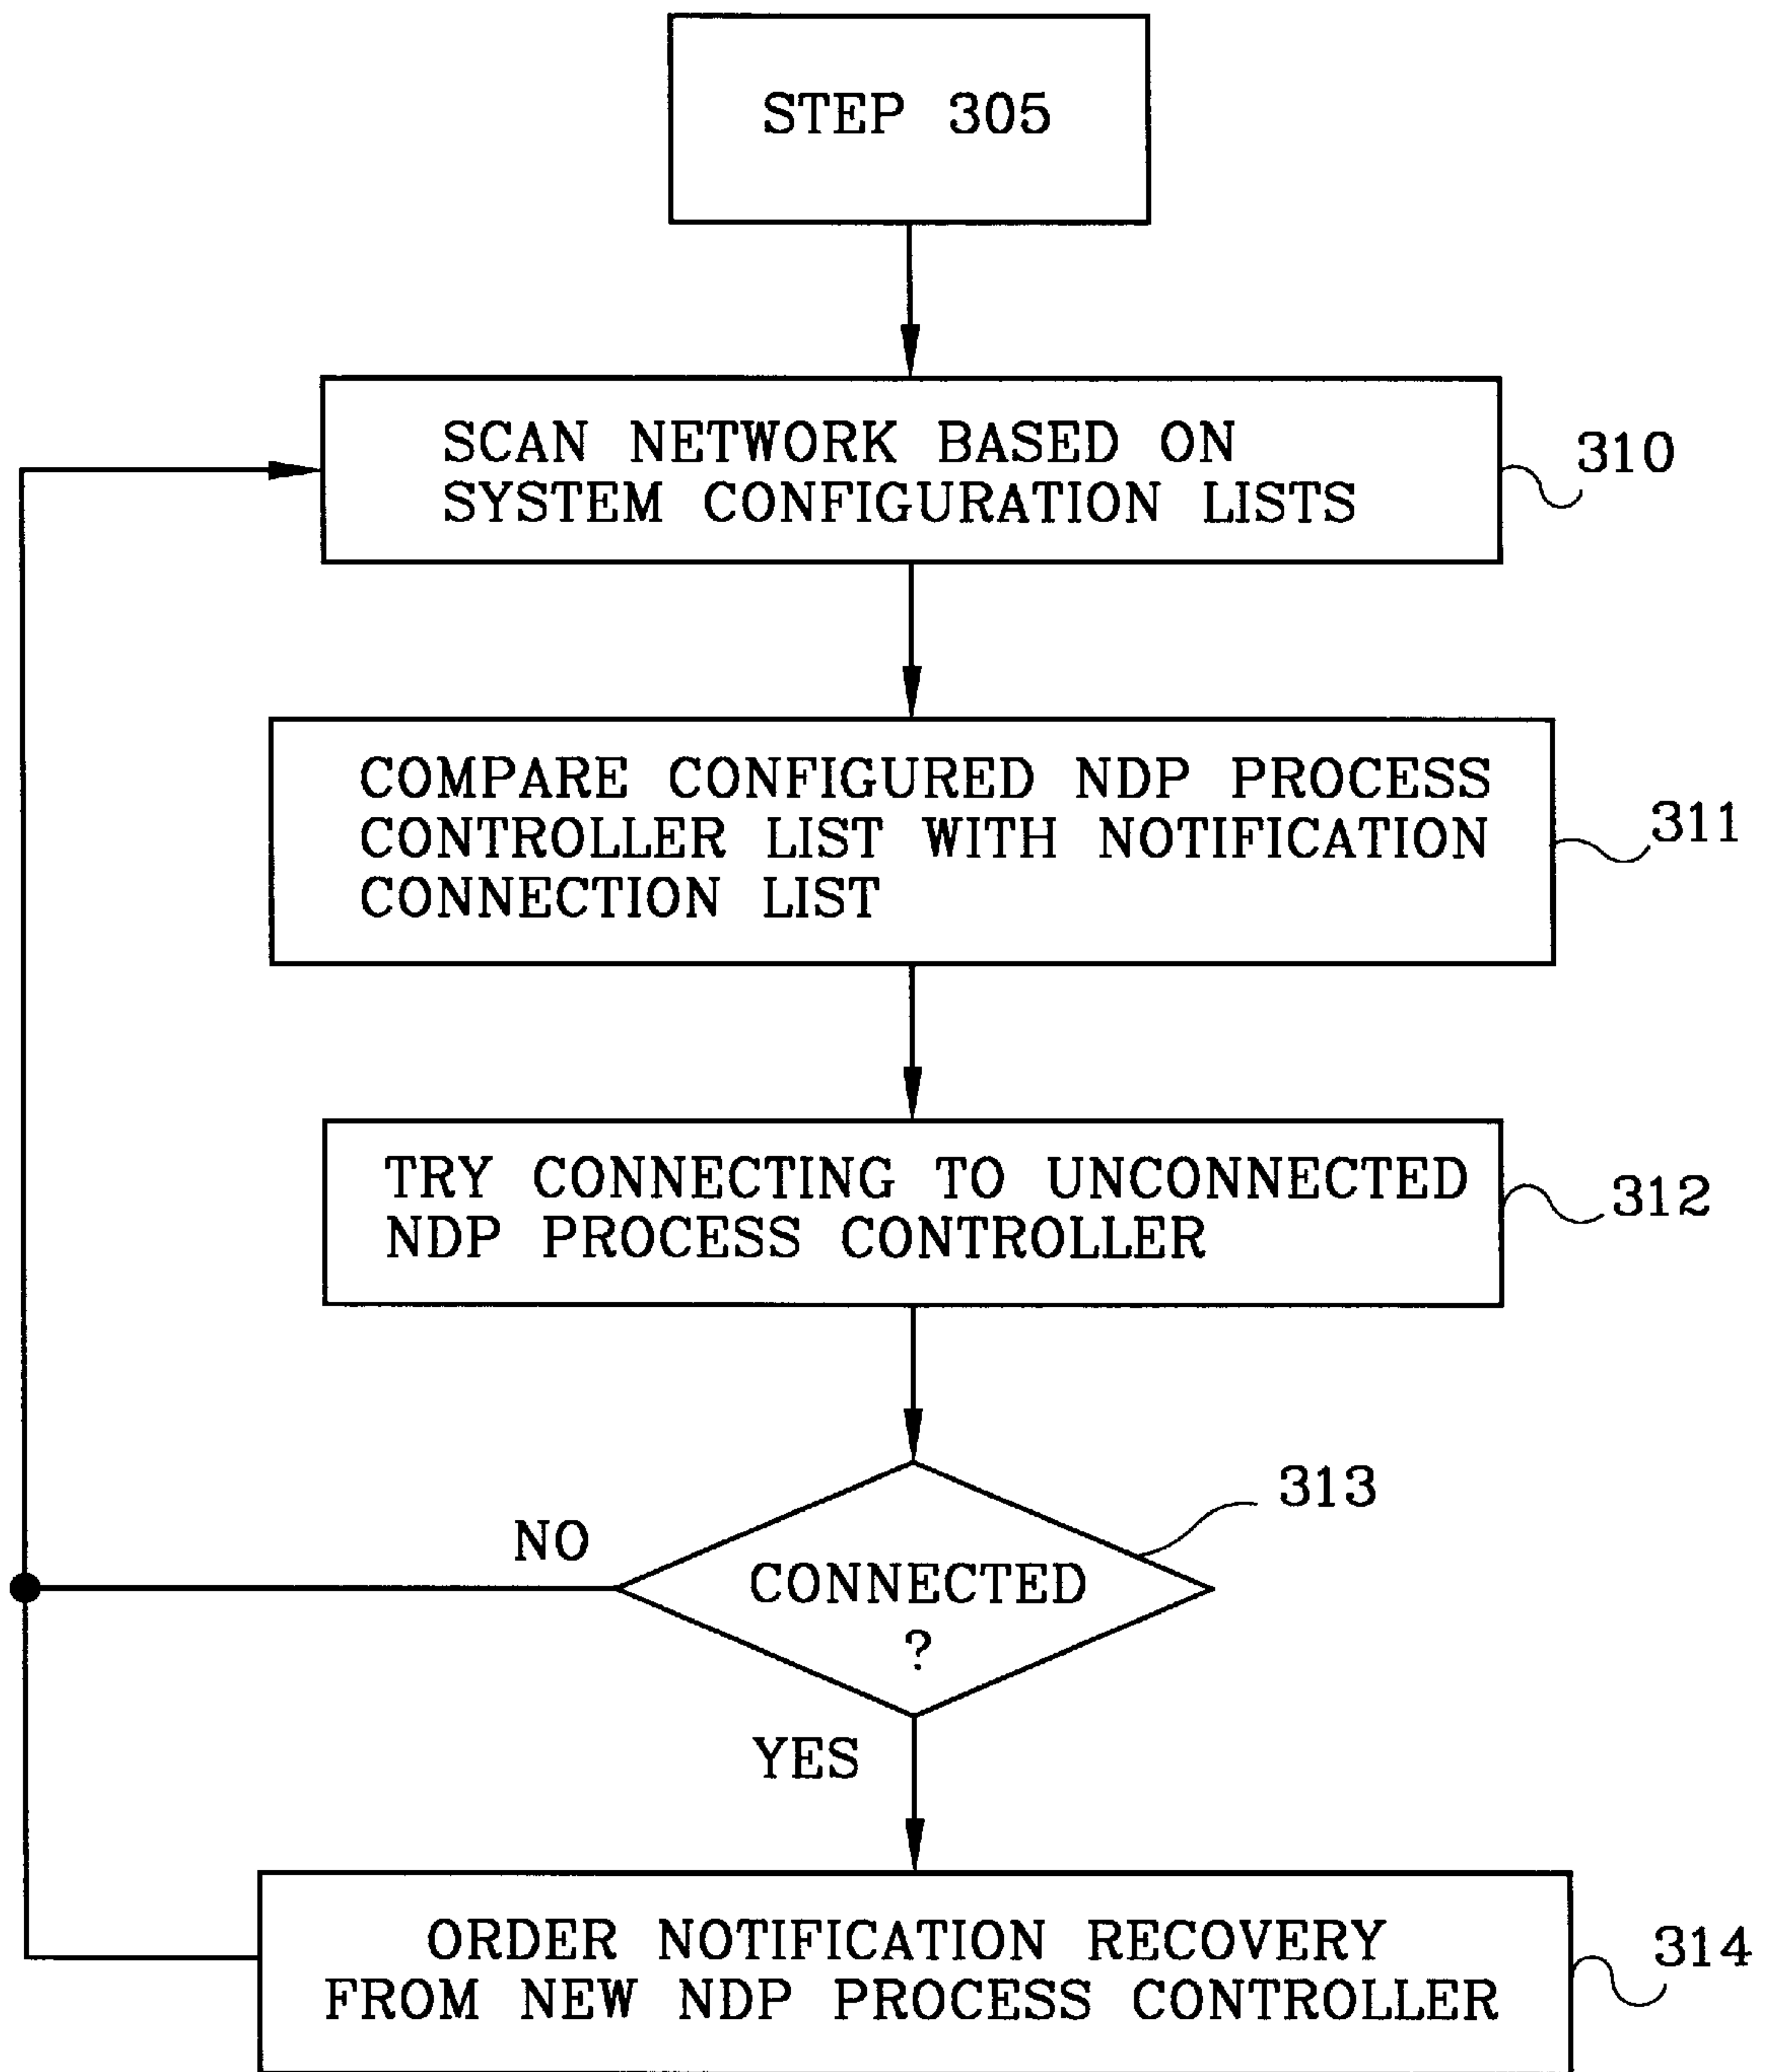 STEP 305
SCAN NETWORK BASED ON
SYSTEM CONFIGURATION LISTS
310
COMPARE CONFIGURED NDP PROCESS
CONTROLLER LIST WITH NOTIFICATION
CONNECTION LIST
311
TRY CONNECTING TO UNCONNECTED
NDP PROCESS CONTROLLER
312
313
NO
CONNECTED
?
YES
ORDER NOTIFICATION RECOVERY
FROM NEW NDP PROCESS CONTROLLER
314